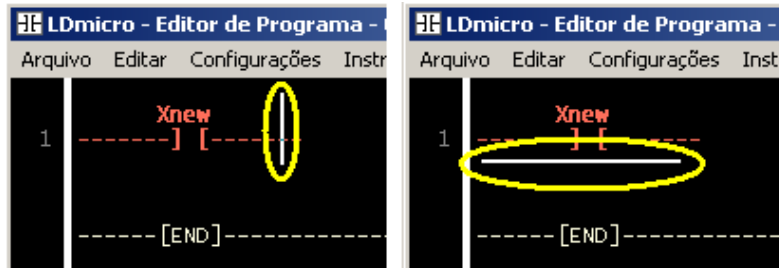 LDmicro - Editor de Programa -
Arquivo Editar Configurações Instr
Xnew
1 -------] [-------
------[END]------------
LDmicro - Editor de Programa -
Arquivo Editar Configurações Inst
Xnew
1 -------] [-------
------[END]------------